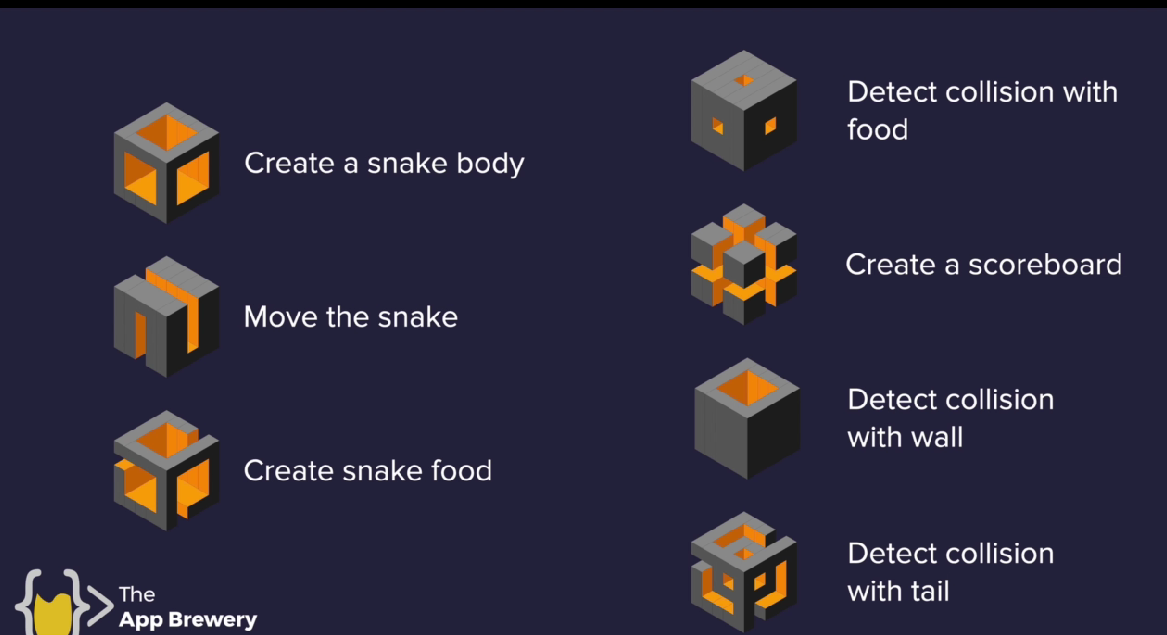 Create a snake body
Move the snake
Create snake food
Detect collision with
food
Create a scoreboard
Detect collision
with wall
Detect collision
with tail
The
App Brewery